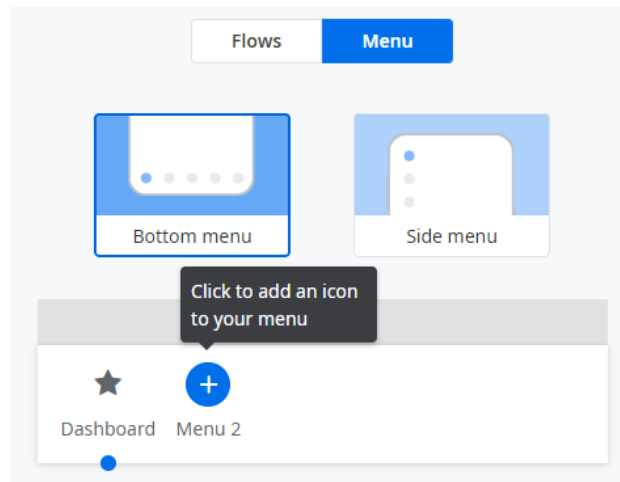 Flows Menu
Bottom menu Side menu
Click to add an icon
to your menu
Dashboard Menu 2